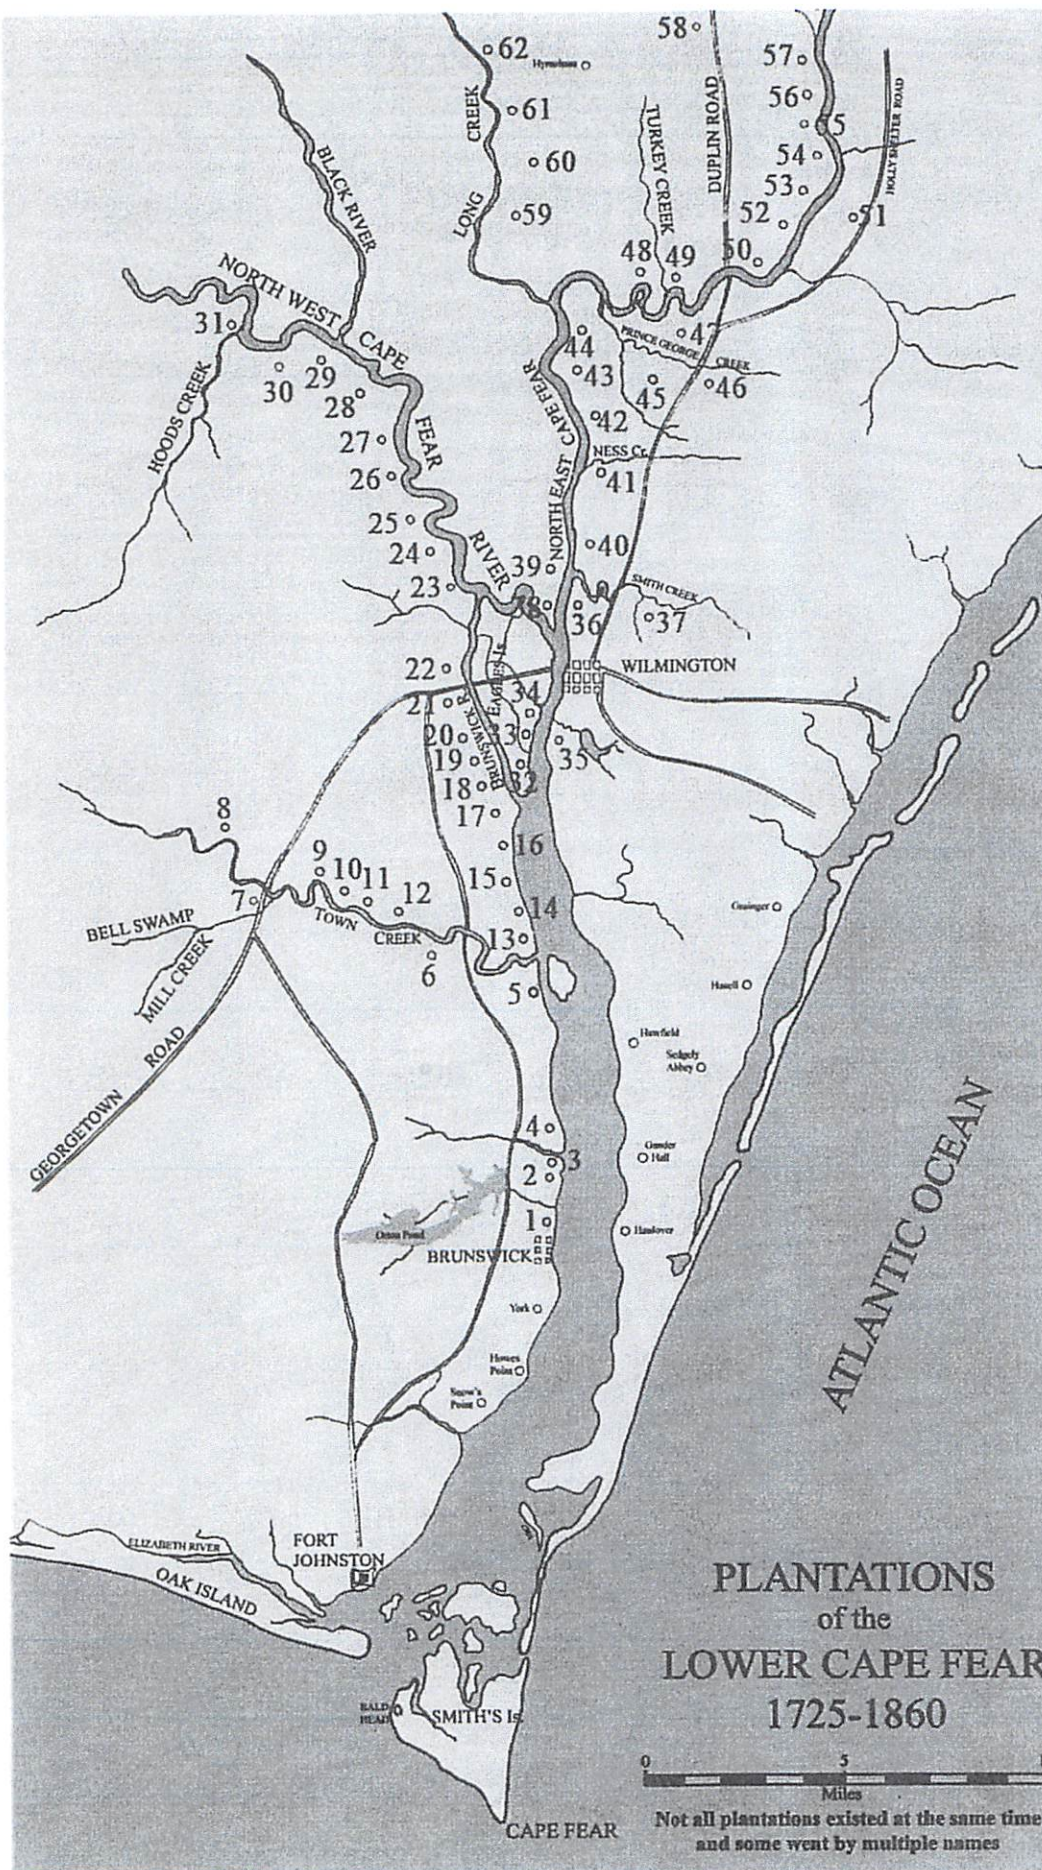 62
Hyrneham
58
57
56
55
54
53
52
51
50
61
60
59
LONG
CREEK
TURKEY CREEK
DUPLIN ROAD
HOLLY SHELTER ROAD
BLACK RIVER
48
49
NORTH WEST
CAPE
FEAR
RIVER
31
30
29
28
27
26
25
24
23
HOODS CREEK
NORTH EAST CAPE FEAR
44
43
42
PRINCE GEORGE
CREEK
47
46
45
NESS Cr.
41
40
39
38
36
SMITH CREEK
37
WILMINGTON
22
21
20
19
18
17
BRUNSWICK R.
EAGLES Is.
34
33
32
35
16
15
14
13
8
9
10
11
12
7
BELL SWAMP
MILL CREEK
TOWN
CREEK
6
5
GEORGETOWN
ROAD
Grainger
Hasell
Hawfield
Sedgely
Abbey
4
3
2
Gander
Hall
1
Orton Pond
Haulover
BRUNSWICK
York
Howes
Point
Snow's
Point
ATLANTIC OCEAN
ELIZABETH RIVER
FORT
JOHNSTON
OAK ISLAND
BALD
HEAD
SMITH'S Is.
CAPE FEAR
PLANTATIONS
of the
LOWER CAPE FEAR
1725-1860
0 5
Miles
Not all plantations existed at the same time
and some went by multiple names